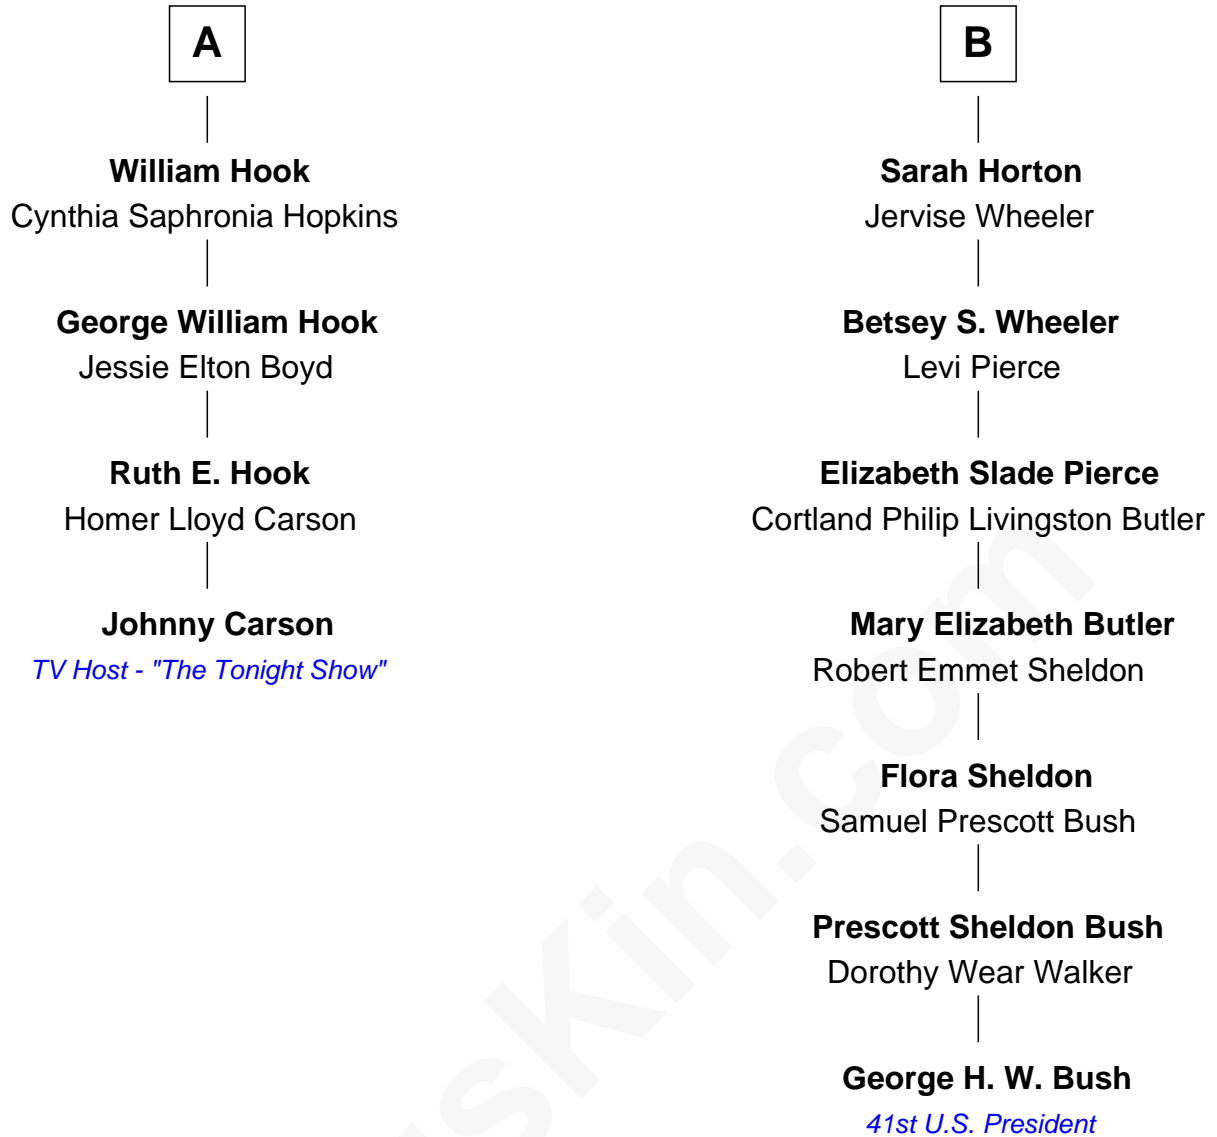 A
William Hook
Cynthia Saphronia Hopkins
George William Hook
Jessie Elton Boyd
Ruth E. Hook
Homer Lloyd Carson
Johnny Carson
TV Host - "The Tonight Show"
B
Sarah Horton
Jervise Wheeler
Betsey S. Wheeler
Levi Pierce
Elizabeth Slade Pierce
Cortland Philip Livingston Butler
Mary Elizabeth Butler
Robert Emmet Sheldon
Flora Sheldon
Samuel Prescott Bush
Prescott Sheldon Bush
Dorothy Wear Walker
George H. W. Bush
41st U.S. President